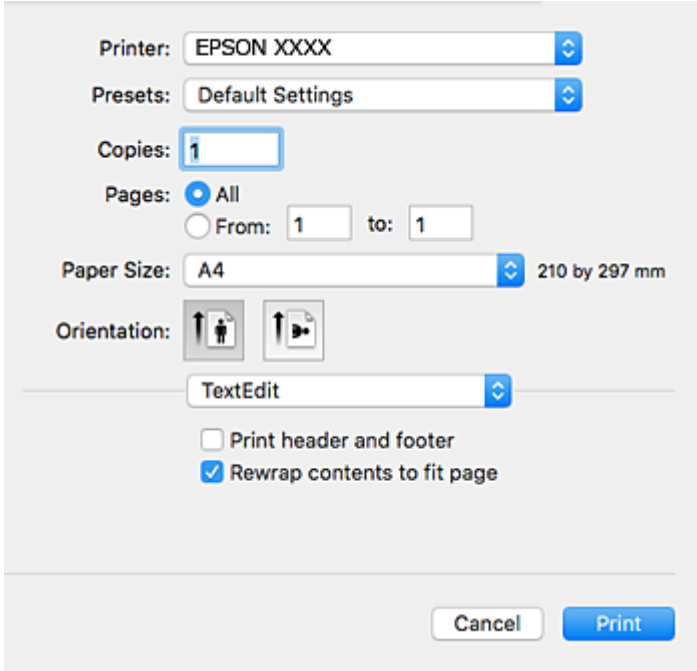 Printer: EPSON XXXX
Presets: Default Settings
Copies: 1
Pages: All
From: 1 to: 1
Paper Size: A4 210 by 297 mm
Orientation:
TextEdit
Print header and footer
Rewrap contents to fit page
Cancel Print